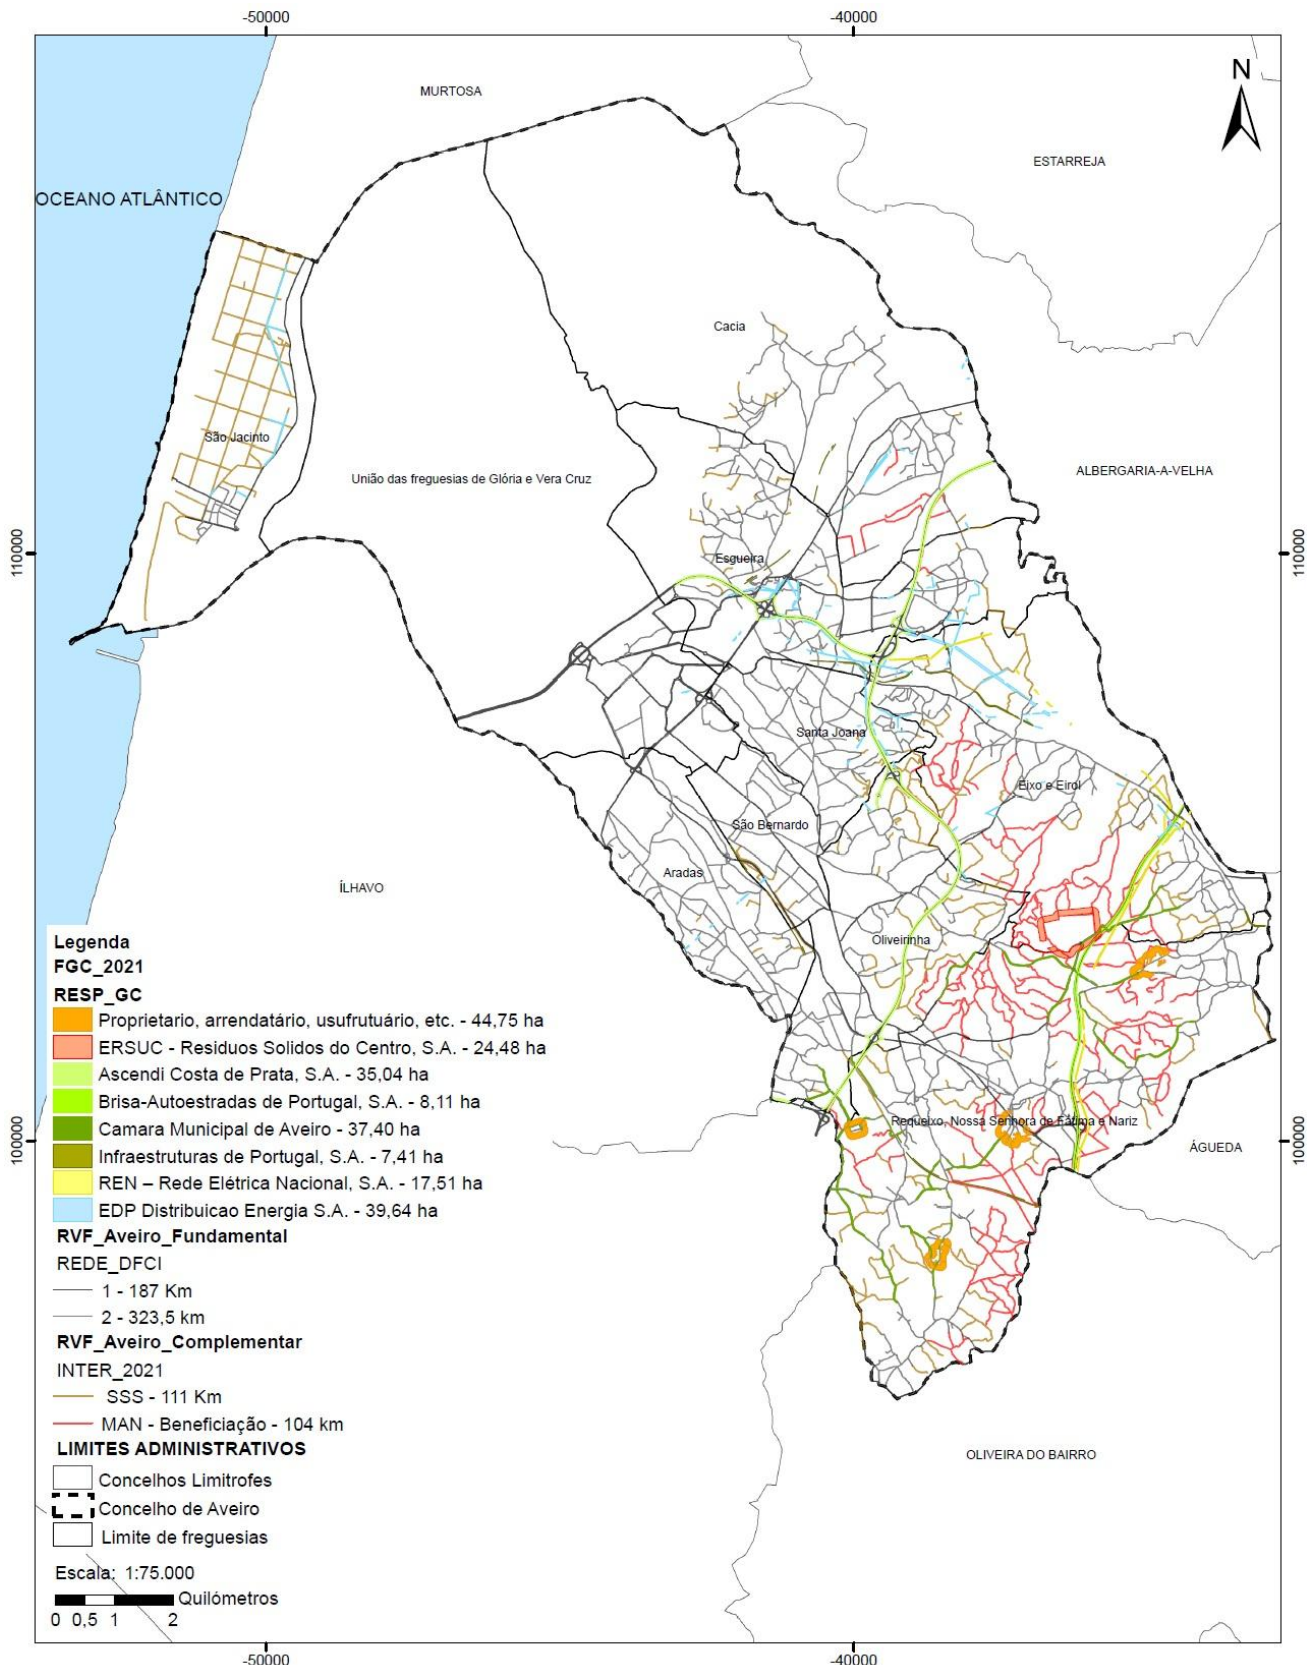 -50000
-40000
N
MURTOSA
ESTARREJA
OCEANO ATLÂNTICO
Cacia
São Jacinto
União das freguesias de Glória e Vera Cruz
ALBERGARIA-A-VELHA
110000
110000
Esgueira
Santa Joana
Eixo e Eirol
São Bernardo
Aradas
ÍLHAVO
Oliveirinha
Requeixo, Nossa Senhora de Fátima e Nariz
100000
100000
ÁGUEDA
OLIVEIRA DO BAIRRO
Legenda
FGC_2021
RESP_GC
Proprietario, arrendatário, usufrutuário, etc. - 44,75 ha
ERSUC - Residuos Solidos do Centro, S.A. - 24,48 ha
Ascendi Costa de Prata, S.A. - 35,04 ha
Brisa-Autoestradas de Portugal, S.A. - 8,11 ha
Camara Municipal de Aveiro - 37,40 ha
Infraestruturas de Portugal, S.A. - 7,41 ha
REN – Rede Elétrica Nacional, S.A. - 17,51 ha
EDP Distribuicao Energia S.A. - 39,64 ha
RVF_Aveiro_Fundamental
REDE_DFCI
1 - 187 Km
2 - 323,5 km
RVF_Aveiro_Complementar
INTER_2021
SSS - 111 Km
MAN - Beneficiação - 104 km
LIMITES ADMINISTRATIVOS
Concelhos Limitrofes
Concelho de Aveiro
Limite de freguesias
Escala: 1:75.000
Quilómetros
0 0,5 1 2
-50000
-40000